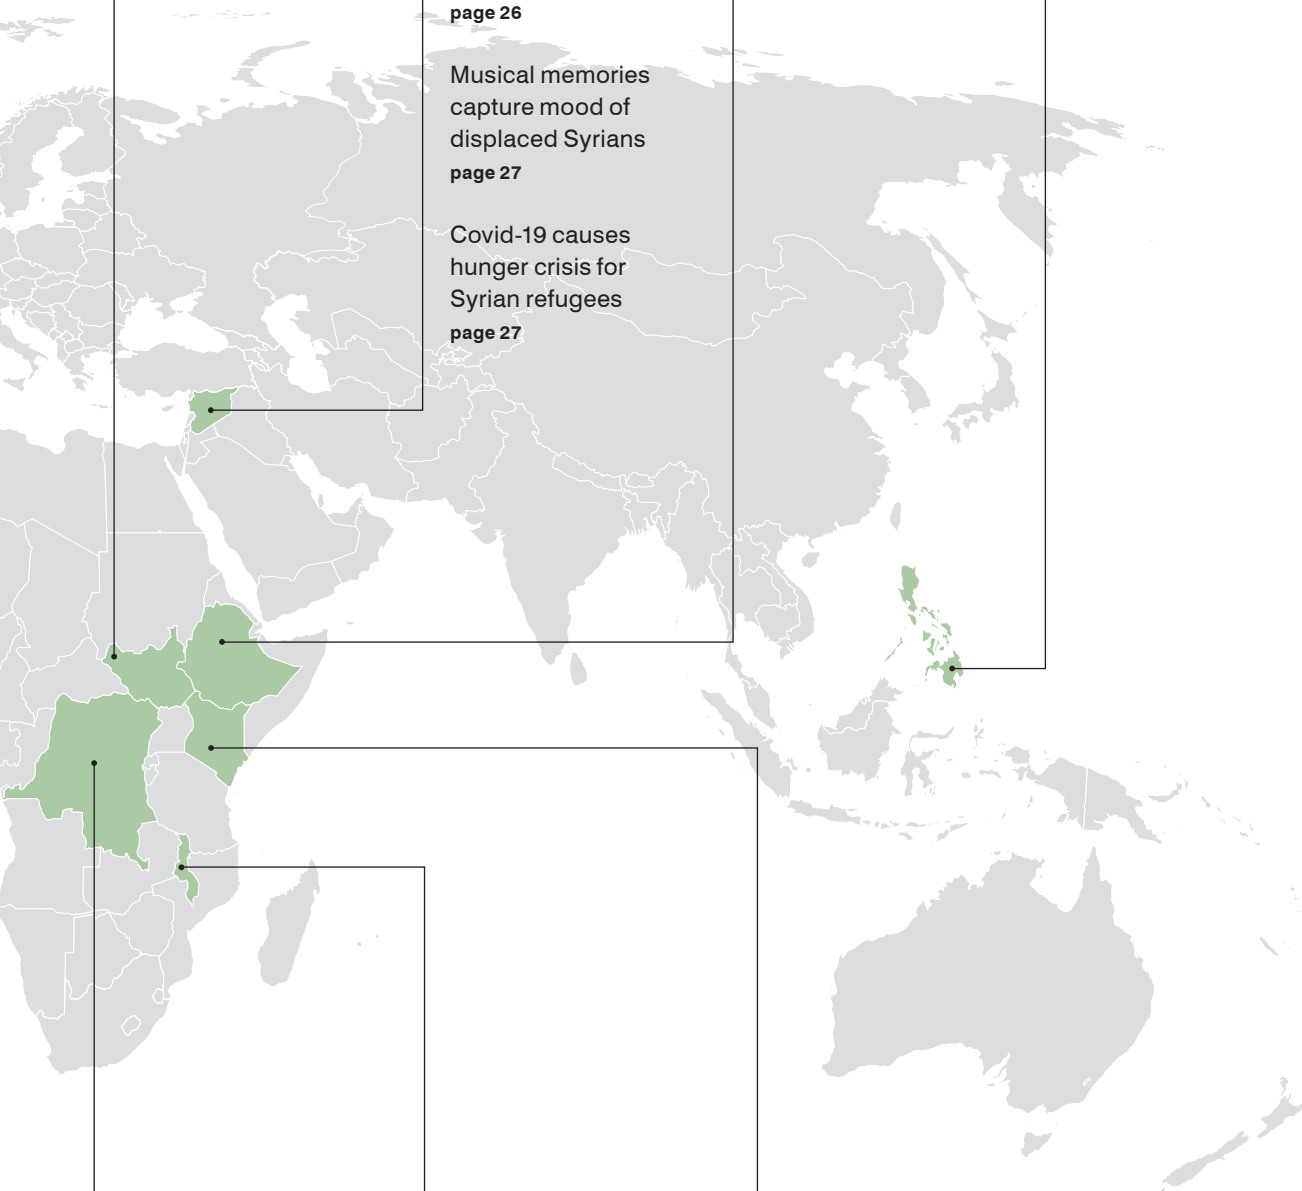 page 26
Musical memories
capture mood of
displaced Syrians
page 27
Covid-19 causes
hunger crisis for
Syrian refugees
page 27